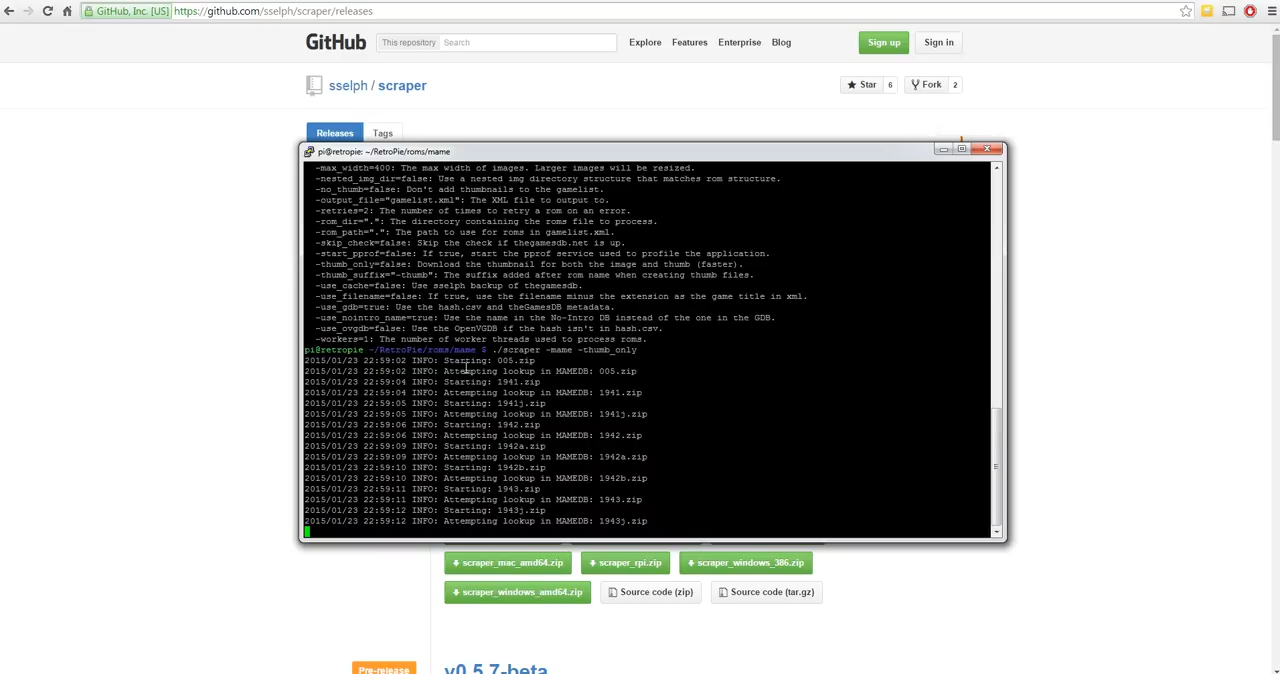 GitHub, Inc. [US] https://github.com/sselph/scraper/releases
GitHub This repository Search Explore Features Enterprise Blog Sign up Sign in
sselph / scraper Star 6 Fork 2
Releases Tags
pi@retropie: ~/RetroPie/roms/mame
-max_width=400: The max width of images. Larger images will be resized.
-nested_img_dir=false: Use a nested img directory structure that matches rom structure.
-no_thumb=false: Don't add thumbnails to the gamelist.
-output_file="gamelist.xml": The XML file to output to.
-retries=2: The number of times to retry a rom on an error.
-rom_dir=".": The directory containing the roms file to process.
-rom_path=".": The path to use for roms in gamelist.xml.
-skip_check=false: Skip the check if thegamesdb.net is up.
-start_pprof=false: If true, start the pprof service used to profile the application.
-thumb_only=false: Download the thumbnail for both the image and thumb (faster).
-thumb_suffix="-thumb": The suffix added after rom name when creating thumb files.
-use_cache=false: Use sselph backup of thegamesdb.
-use_filename=false: If true, use the filename minus the extension as the game title in xml.
-use_gdb=true: Use the hash.csv and theGamesDB metadata.
-use_nointro_name=true: Use the name in the No-Intro DB instead of the one in the GDB.
-use_ovgdb=false: Use the OpenVGDB if the hash isn't in hash.csv.
-workers=1: The number of worker threads used to process roms.
pi@retropie ~/RetroPie/roms/mame $ ./scraper -mame -thumb_only
2015/01/23 22:59:02 INFO: Starting: 005.zip
2015/01/23 22:59:02 INFO: Attempting lookup in MAMEDB: 005.zip
2015/01/23 22:59:04 INFO: Starting: 1941.zip
2015/01/23 22:59:04 INFO: Attempting lookup in MAMEDB: 1941.zip
2015/01/23 22:59:05 INFO: Starting: 1941j.zip
2015/01/23 22:59:05 INFO: Attempting lookup in MAMEDB: 1941j.zip
2015/01/23 22:59:06 INFO: Starting: 1942.zip
2015/01/23 22:59:06 INFO: Attempting lookup in MAMEDB: 1942.zip
2015/01/23 22:59:09 INFO: Starting: 1942a.zip
2015/01/23 22:59:09 INFO: Attempting lookup in MAMEDB: 1942a.zip
2015/01/23 22:59:10 INFO: Starting: 1942b.zip
2015/01/23 22:59:10 INFO: Attempting lookup in MAMEDB: 1942b.zip
2015/01/23 22:59:11 INFO: Starting: 1943.zip
2015/01/23 22:59:11 INFO: Attempting lookup in MAMEDB: 1943.zip
2015/01/23 22:59:12 INFO: Starting: 1943j.zip
2015/01/23 22:59:12 INFO: Attempting lookup in MAMEDB: 1943j.zip
scraper_mac_amd64.zip scraper_rpi.zip scraper_windows_386.zip
scraper_windows_amd64.zip Source code (zip) Source code (tar.gz)
Pre-release v0.5.7-beta